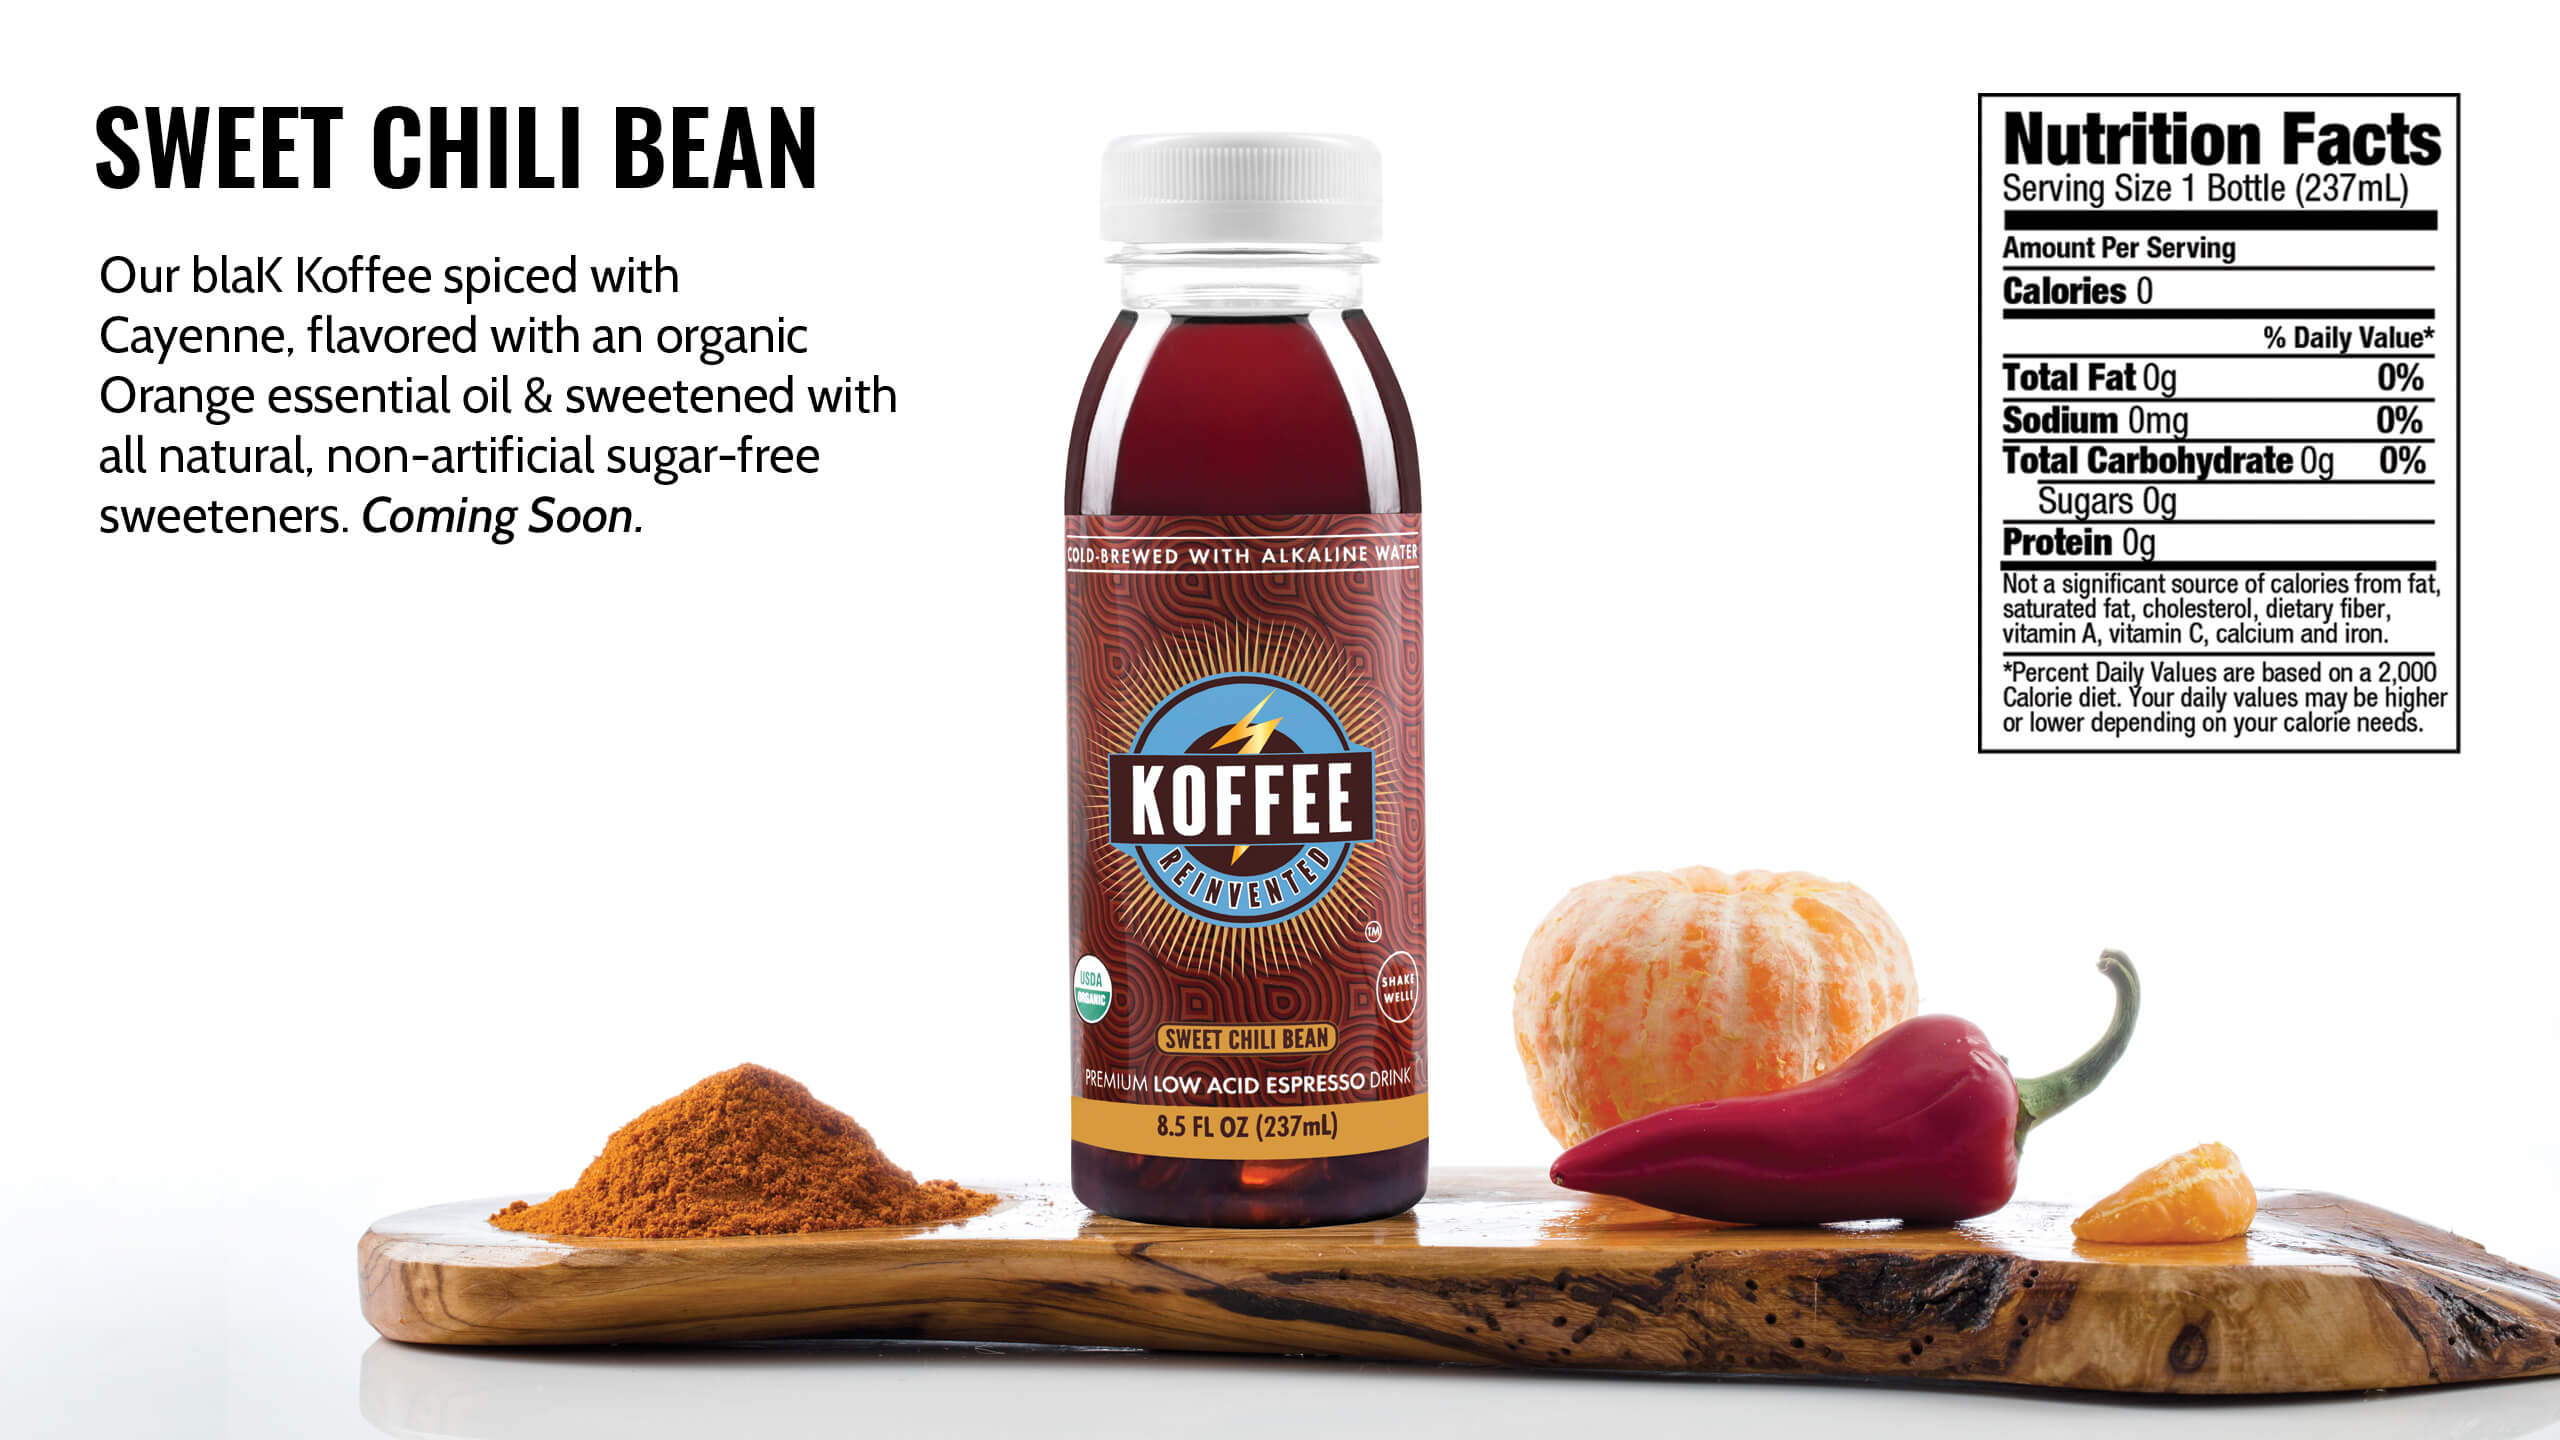 SWEET CHILI BEAN
Our blaK Koffee spiced with
Cayenne, flavored with an organic
Orange essential oil & sweetened with
all natural, non-artificial sugar-free
sweeteners. Coming Soon.
COLD-BREWED WITH ALKALINE WATER
KOFFEE
REINVENTED
TM
USDA
ORGANIC
SHAKE
WELL!
SWEET CHILI BEAN
PREMIUM LOW ACID ESPRESSO DRINK
8.5 FL OZ (237mL)
Nutrition Facts
Serving Size 1 Bottle (237mL)
Amount Per Serving
Calories 0
% Daily Value*
Total Fat 0g 0%
Sodium 0mg 0%
Total Carbohydrate 0g 0%
Sugars 0g
Protein 0g
Not a significant source of calories from fat,
saturated fat, cholesterol, dietary fiber,
vitamin A, vitamin C, calcium and iron.
*Percent Daily Values are based on a 2,000
Calorie diet. Your daily values may be higher
or lower depending on your calorie needs.